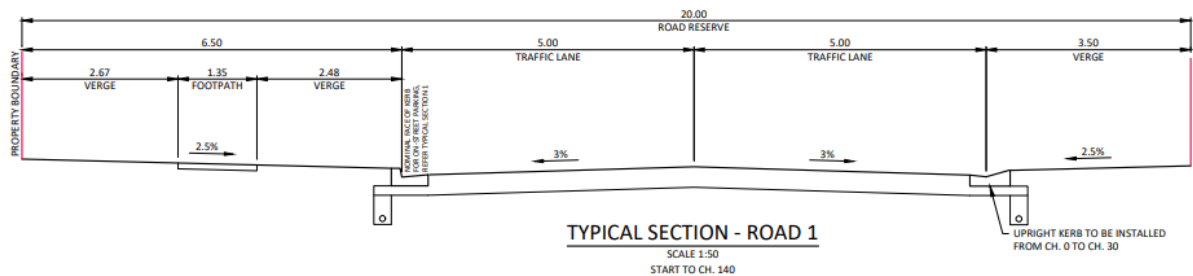 20.00
ROAD RESERVE
6.50
5.00
TRAFFIC LANE
5.00
TRAFFIC LANE
3.50
VERGE
2.67
VERGE
1.35
FOOTPATH
2.48
VERGE
PROPERTY BOUNDARY
NOMINAL FACE OF KERB
FOR ON-STREET PARKING,
REFER TYPICAL SECTION 1
2.5%
3%
3%
2.5%
UPRIGHT KERB TO BE INSTALLED
FROM CH. 0 TO CH. 30
TYPICAL SECTION - ROAD 1
SCALE 1:50
START TO CH. 140